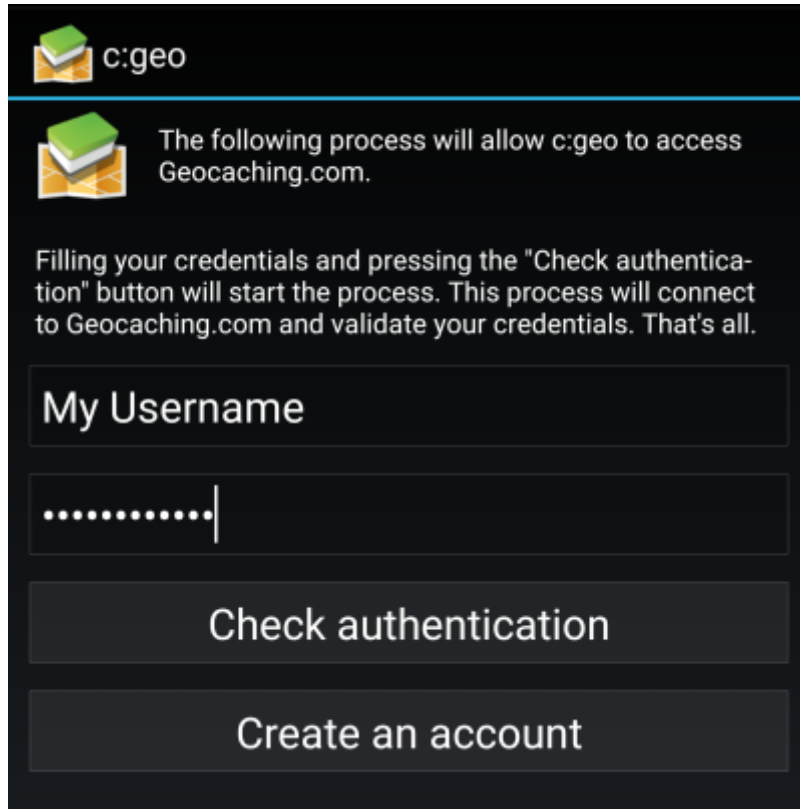 c:geo
The following process will allow c:geo to access
Geocaching.com.
Filling your credentials and pressing the "Check authentica-
tion" button will start the process. This process will connect
to Geocaching.com and validate your credentials. That's all.
My Username
••••••••••••
Check authentication
Create an account